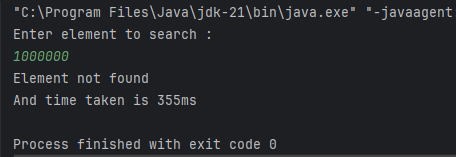 "C:\Program Files\Java\jdk-21\bin\java.exe" "-javaagent
Enter element to search :
1000000
Element not found
And time taken is 355ms
Process finished with exit code 0